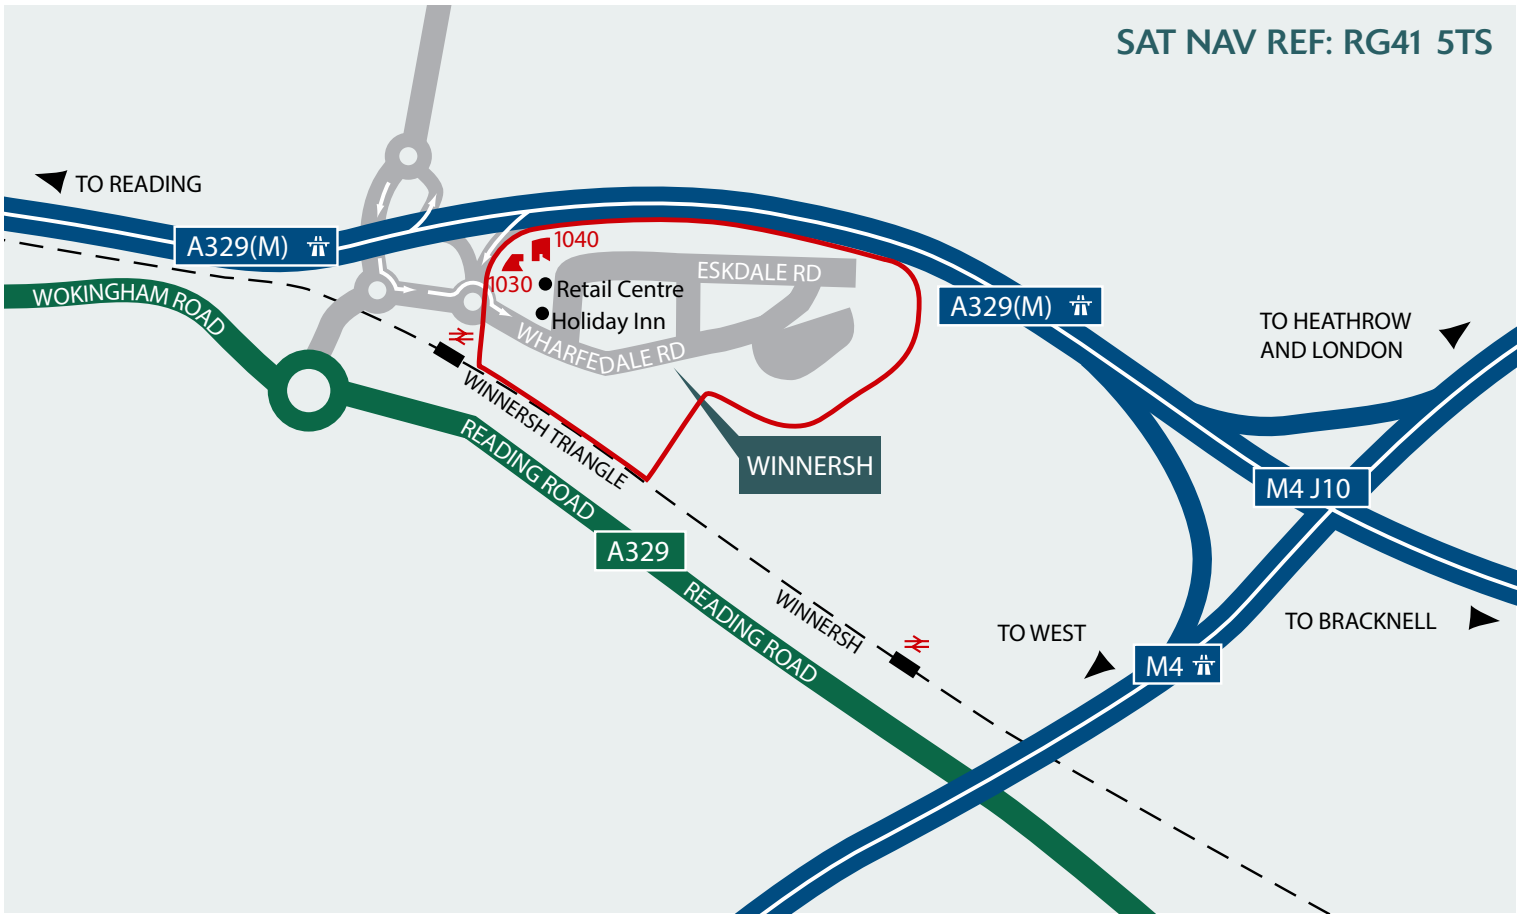 SAT NAV REF: RG41 5TS
TO READING
A329(M)
1040
1030
ESKDALE RD
Retail Centre
Holiday Inn
WHARFEDALE RD
WOKINGHAM ROAD
A329(M)
TO HEATHROW
AND LONDON
WINNERSH TRIANGLE
READING ROAD
WINNERSH
M4 J10
A329
READING ROAD
WINNERSH
TO WEST
TO BRACKNELL
M4